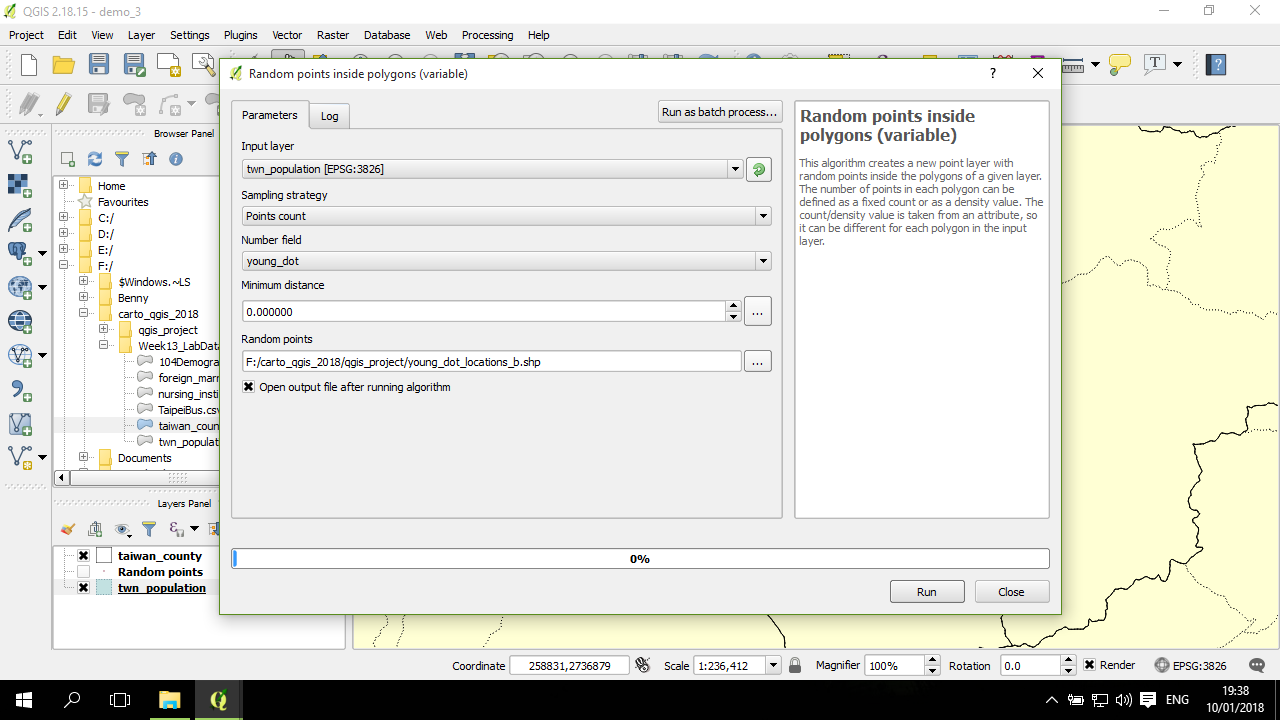 QGIS 2.18.15 - demo_3
Project Edit View Layer Settings Plugins Vector Raster Database Web Processing Help
Random points inside polygons (variable)
Parameters
Log
Run as batch process...
Input layer
twn_population [EPSG:3826]
Sampling strategy
Points count
Number field
young_dot
Minimum distance
0.000000
...
Random points
F:/carto_qgis_2018/qgis_project/young_dot_locations_b.shp
...
Open output file after running algorithm
Random points inside
polygons (variable)
This algorithm creates a new point layer with
random points inside the polygons of a given layer.
The number of points in each polygon can be
defined as a fixed count or as a density value. The
count/density value is taken from an attribute, so
it can be different for each polygon in the input
layer.
0%
Run
Close
Browser Panel
Home
Favourites
C:/
D:/
E:/
F:/
$Windows.~LS
Benny
carto_qgis_2018
qgis_project
Week13_LabData
104Demogra
foreign_marr
nursing_insti
TaipeiBus.csv
taiwan_coun
twn_populati
Documents
Layers Panel
taiwan_county
Random points
twn_population
Coordinate 258831,2736879 Scale 1:236,412 Magnifier 100% Rotation 0.0 Render EPSG:3826
ENG
19:38
10/01/2018